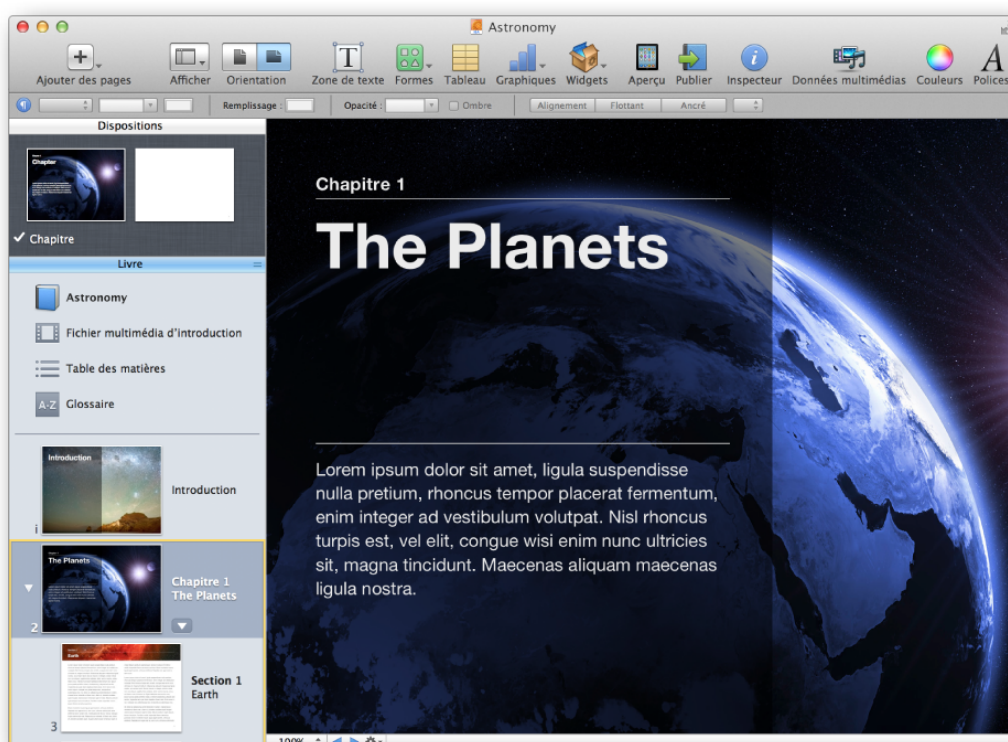 Astronomy
Ajouter des pages
Afficher
Orientation
Zone de texte
Formes
Tableau
Graphiques
Widgets
Aperçu
Publier
Inspecteur
Données multimédias
Couleurs
Polices
Remplissage :
Opacité :
Ombre
Alignement
Flottant
Ancré
Dispositions
Chapter
Chapitre
Livre
Astronomy
Fichier multimédia d'introduction
Table des matières
A-Z
Glossaire
Introduction
Introduction
i
The Planets
Chapitre 1
The Planets
2
Earth
Section 1
Earth
3
Chapitre 1
The Planets
Lorem ipsum dolor sit amet, ligula suspendisse
nulla pretium, rhoncus tempor placerat fermentum,
enim integer ad vestibulum volutpat. Nisl rhoncus
turpis est, vel elit, congue wisi enim nunc ultricies
sit, magna tincidunt. Maecenas aliquam maecenas
ligula nostra.
100%